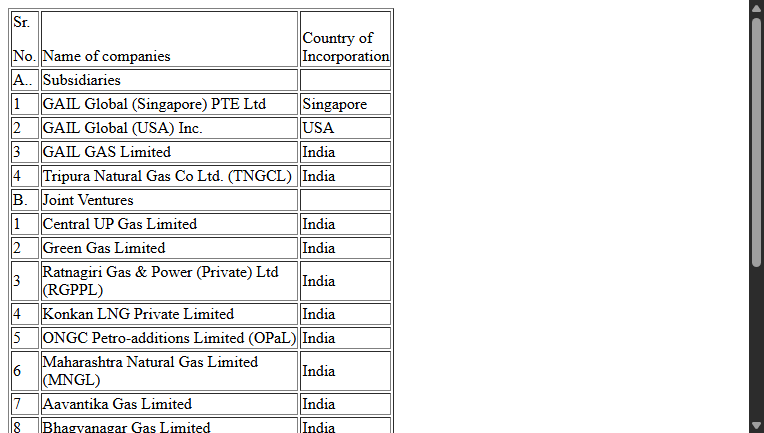 Sr.
No. Name of companies Country of Incorporation
A.. Subsidiaries
1 GAIL Global (Singapore) PTE Ltd Singapore
2 GAIL Global (USA) Inc. USA
3 GAIL GAS Limited India
4 Tripura Natural Gas Co Ltd. (TNGCL) India
B. Joint Ventures
1 Central UP Gas Limited India
2 Green Gas Limited India
3 Ratnagiri Gas & Power (Private) Ltd
(RGPPL) India
4 Konkan LNG Private Limited India
5 ONGC Petro-additions Limited (OPaL) India
6 Maharashtra Natural Gas Limited
(MNGL) India
7 Aavantika Gas Limited India
8 Bhagyanagar Gas Limited India